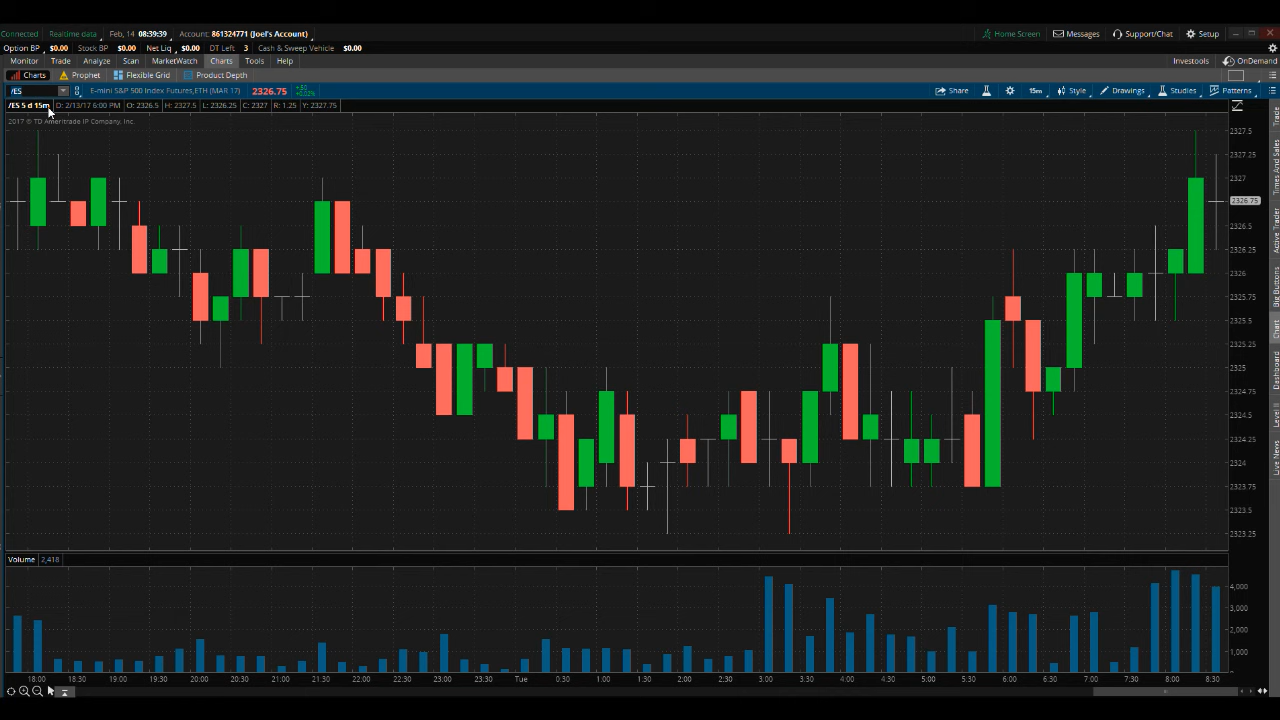 Connected Realtime data Feb, 14 08:39:39 Account: 861324771 (Joel's Account) Home Screen Messages Support/Chat Setup
Option BP $0.00 Stock BP $0.00 Net Liq $0.00 DT Left 3 Cash & Sweep Vehicle $0.00
Monitor Trade Analyze Scan MarketWatch Charts Tools Help Investools OnDemand
Charts Prophet Flexible Grid Product Depth
/ES E-mini S&P 500 Index Futures,ETH (MAR 17) 2326.75 Share 15m Style Drawings Studies Patterns
/ES 5 d 15m D: 2/13/17 6:00 PM O: 2326.5 H: 2327.5 L: 2326.25 C: 2327 R: 1.25 Y: 2327.75
2017 © TD Ameritrade IP Company, Inc.
2327.5
2327.25
2327
2326.75
2326.5
2326.25
2326
2325.75
2325.5
2325.25
2325
2324.75
2324.5
2324.25
2324
2323.75
2323.5
2323.25
Trade
Times And Sales
Active Trader
Big Buttons
Chart
Dashboard
Level II
Live News
Volume 2,418
4,000
3,000
2,000
1,000
18:00 18:30 19:00 19:30 20:00 20:30 21:00 21:30 22:00 22:30 23:00 23:30 Tue 0:30 1:00 1:30 2:00 2:30 3:00 3:30 4:00 4:30 5:00 5:30 6:00 6:30 7:00 7:30 8:00 8:30